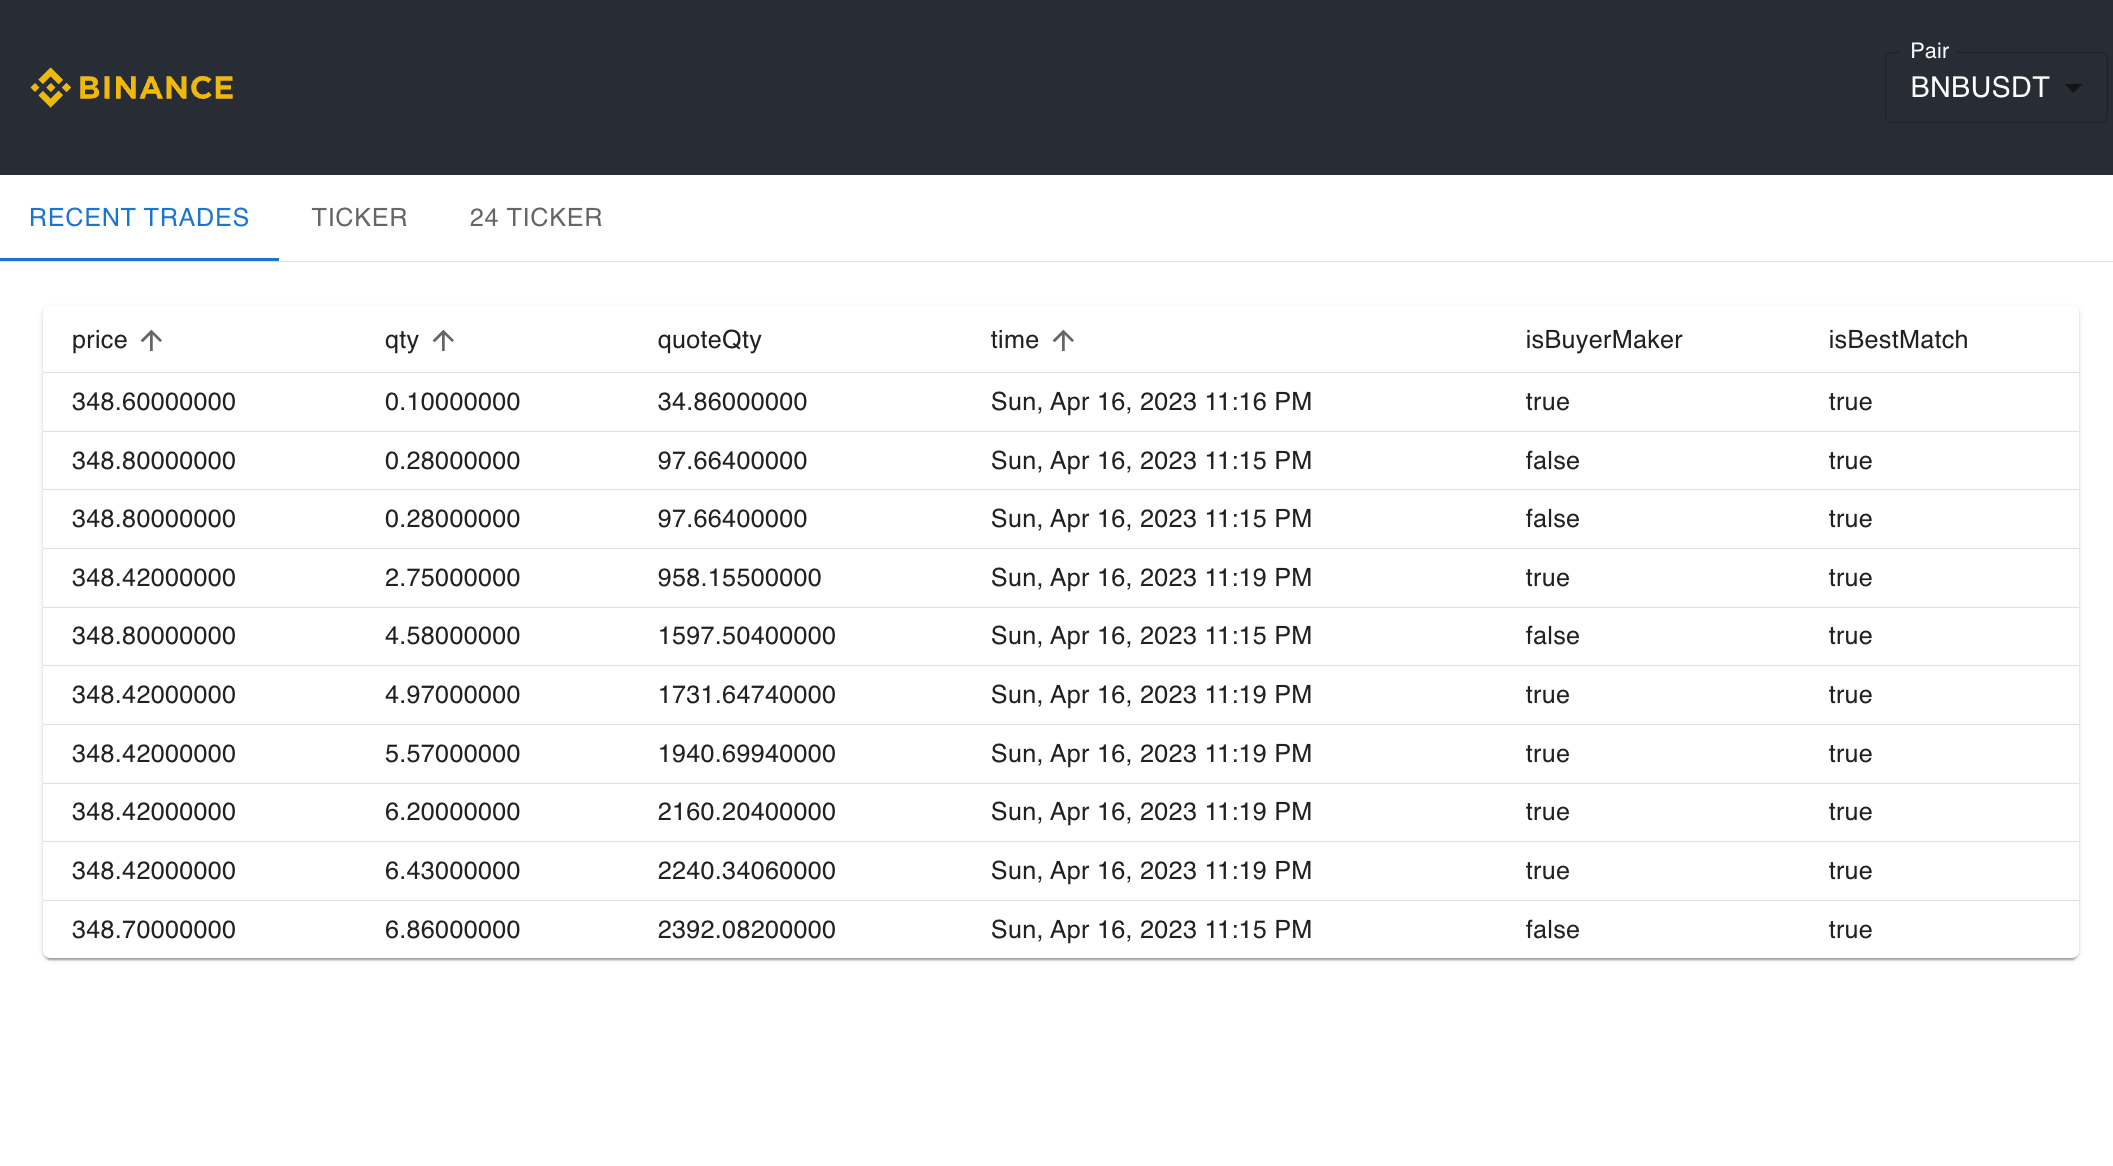 BINANCE
Pair
BNBUSDT
RECENT TRADES TICKER 24 TICKER
price qty quoteQty time isBuyerMaker isBestMatch
348.60000000 0.10000000 34.86000000 Sun, Apr 16, 2023 11:16 PM true true
348.80000000 0.28000000 97.66400000 Sun, Apr 16, 2023 11:15 PM false true
348.80000000 0.28000000 97.66400000 Sun, Apr 16, 2023 11:15 PM false true
348.42000000 2.75000000 958.15500000 Sun, Apr 16, 2023 11:19 PM true true
348.80000000 4.58000000 1597.50400000 Sun, Apr 16, 2023 11:15 PM false true
348.42000000 4.97000000 1731.64740000 Sun, Apr 16, 2023 11:19 PM true true
348.42000000 5.57000000 1940.69940000 Sun, Apr 16, 2023 11:19 PM true true
348.42000000 6.20000000 2160.20400000 Sun, Apr 16, 2023 11:19 PM true true
348.42000000 6.43000000 2240.34060000 Sun, Apr 16, 2023 11:19 PM true true
348.70000000 6.86000000 2392.08200000 Sun, Apr 16, 2023 11:15 PM false true